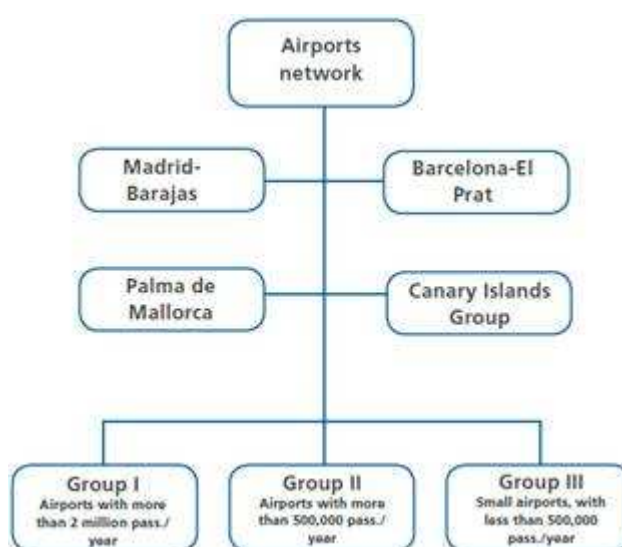 Airports
network
Madrid-
Barajas
Barcelona-El
Prat
Palma de
Mallorca
Canary Islands
Group
Group I
Airports with more
than 2 million pass./
year
Group II
Airports with more
than 500,000 pass./
year
Group III
Small airports, with
less than 500,000
pass./year